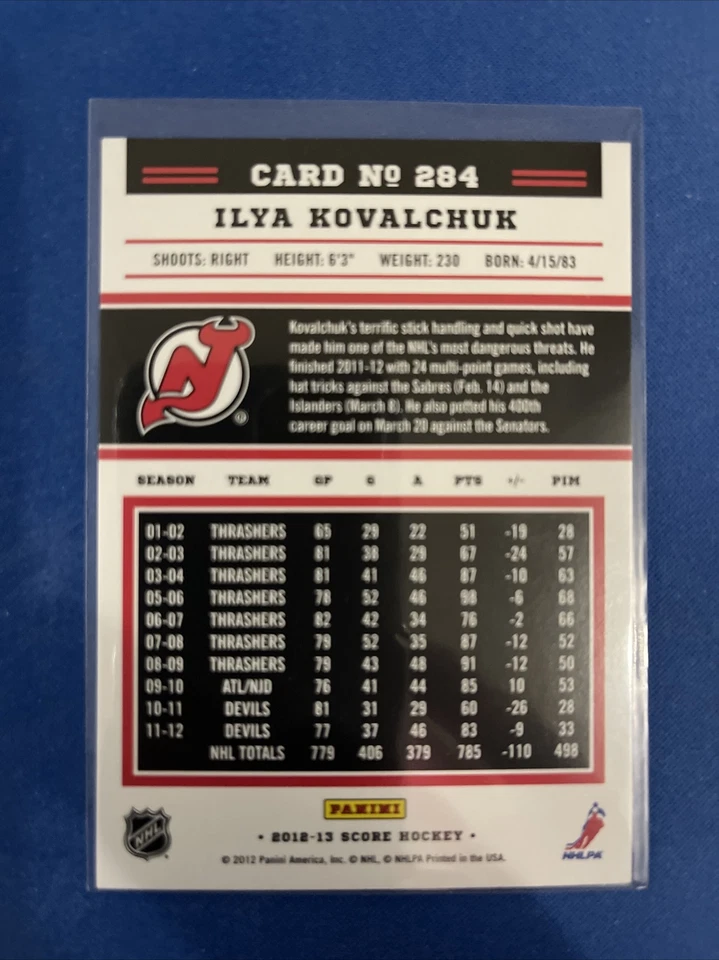 CARD Nº 284
ILYA KOVALCHUK
SHOOTS: RIGHT HEIGHT: 6'3" WEIGHT: 230 BORN: 4/15/83
Kovalchuk's terrific stick handling and quick shot have
made him one of the NHL's most dangerous threats. He
finished 2011-12 with 24 multi-point games, including
hat tricks against the Sabres (Feb. 14) and the
Islanders (March 8). He also potted his 400th
career goal on March 20 against the Senators.
SEASON TEAM GP G A PTS +/- PIM
01-02 THRASHERS 65 29 22 51 -19 28
02-03 THRASHERS 81 38 29 67 -24 57
03-04 THRASHERS 81 41 46 87 -10 63
05-06 THRASHERS 78 52 46 98 -6 68
06-07 THRASHERS 82 42 34 76 -2 66
07-08 THRASHERS 79 52 35 87 -12 52
08-09 THRASHERS 79 43 48 91 -12 50
09-10 ATL/NJD 76 41 44 85 10 53
10-11 DEVILS 81 31 29 60 -26 28
11-12 DEVILS 77 37 46 83 -9 33
NHL TOTALS 779 406 379 785 -110 498
PANINI
• 2012-13 SCORE HOCKEY •
© 2012 Panini America, Inc. © NHL, © NHLPA Printed in the USA.
NHL
NHLPA